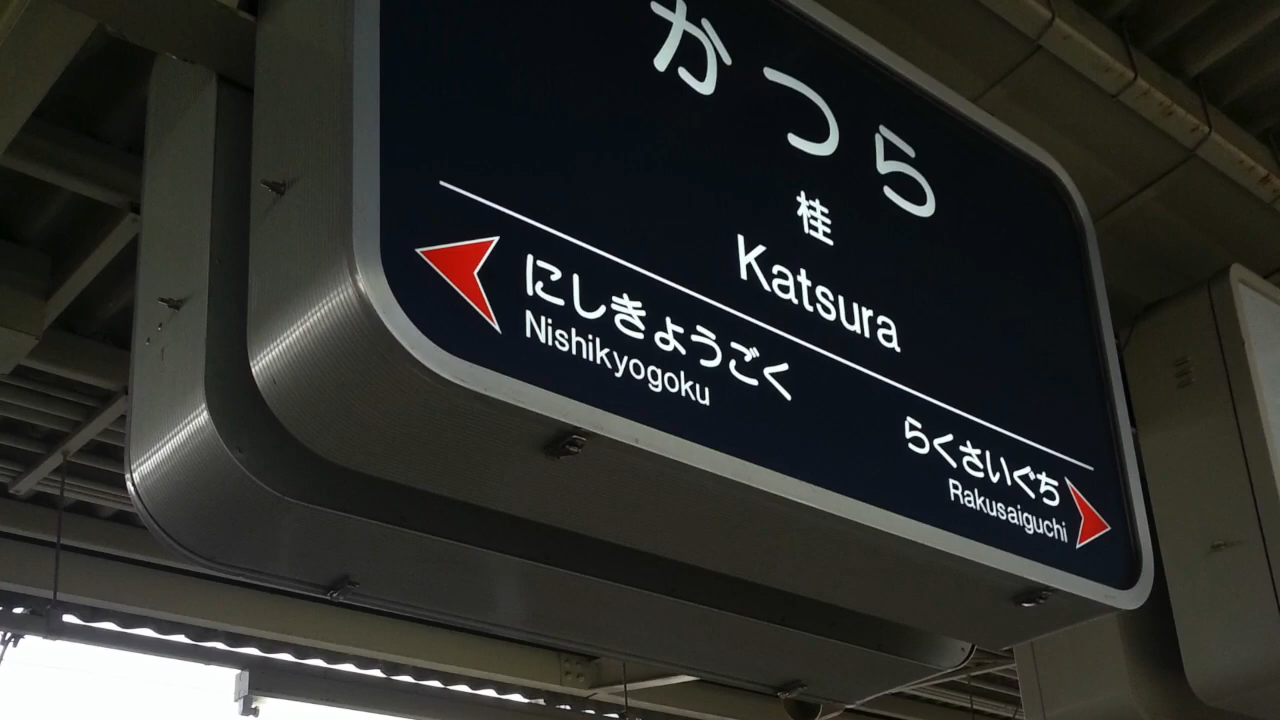 かつら
桂
Katsura
にしきょうごく
Nishikyogoku
らくさいぐち
Rakusaiguchi